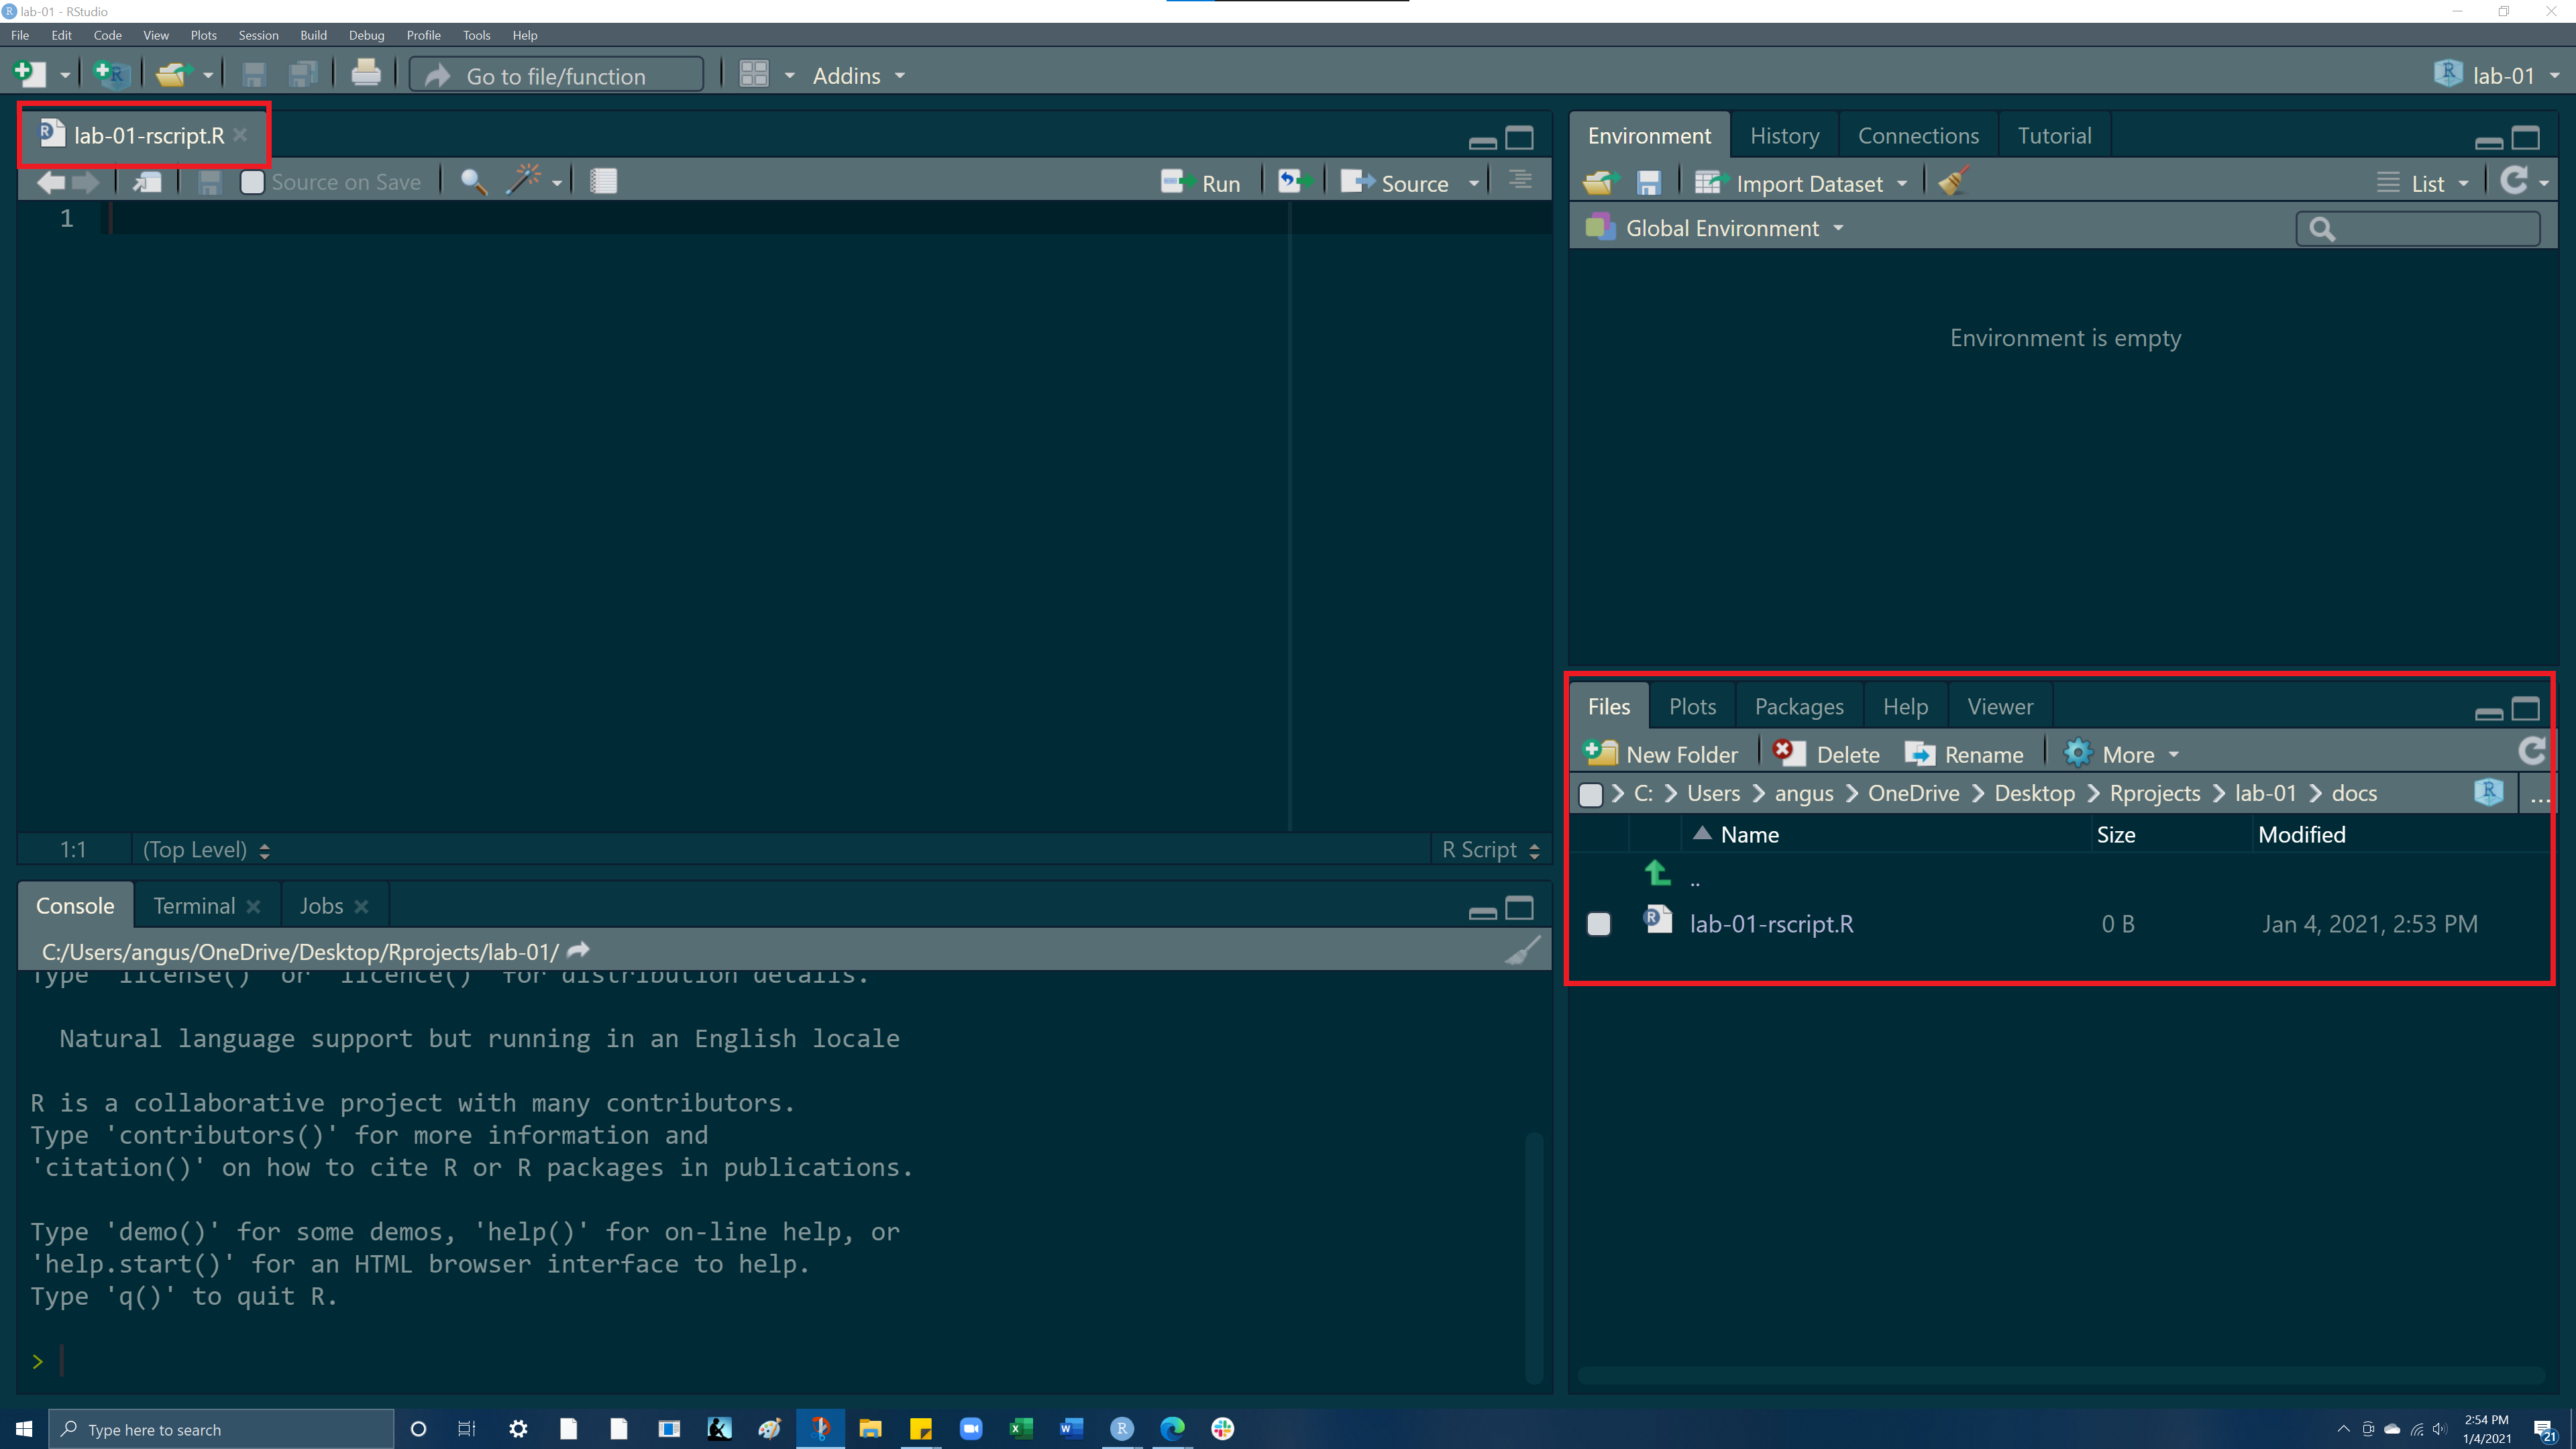 lab-01 - RStudio
File Edit Code View Plots Session Build Debug Profile Tools Help
Go to file/function Addins lab-01
lab-01-rscript.R
Source on Save Run Source
1
1:1 (Top Level) R Script
Console Terminal Jobs
C:/Users/angus/OneDrive/Desktop/Rprojects/lab-01/
Type 'license()' or 'licence()' for distribution details.
Natural language support but running in an English locale
R is a collaborative project with many contributors.
Type 'contributors()' for more information and
'citation()' on how to cite R or R packages in publications.
Type 'demo()' for some demos, 'help()' for on-line help, or
'help.start()' for an HTML browser interface to help.
Type 'q()' to quit R.
>
Environment History Connections Tutorial
Import Dataset List
Global Environment
Environment is empty
Files Plots Packages Help Viewer
New Folder Delete Rename More
C: Users angus OneDrive Desktop Rprojects lab-01 docs ...
Name Size Modified
..
lab-01-rscript.R 0 B Jan 4, 2021, 2:53 PM
Type here to search
2:54 PM
1/4/2021
21